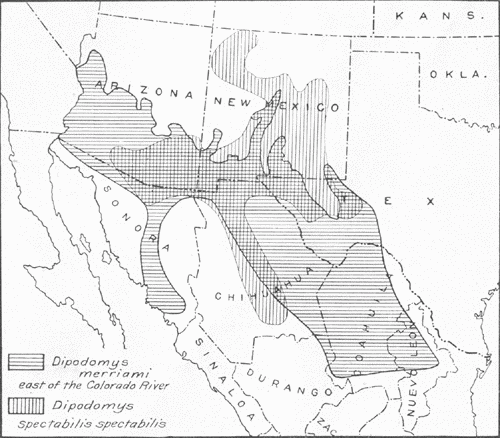 KANS.
OKLA.
ARIZONA
NEW MEXICO
TEX
SONORA
CHIHUAHUA
COAHUILA
NUEVO LEON
SINALOA
DURANGO
ZAC.
Dipodomys
merriami
east of the Colorado River
Dipodomys
spectabilis spectabilis